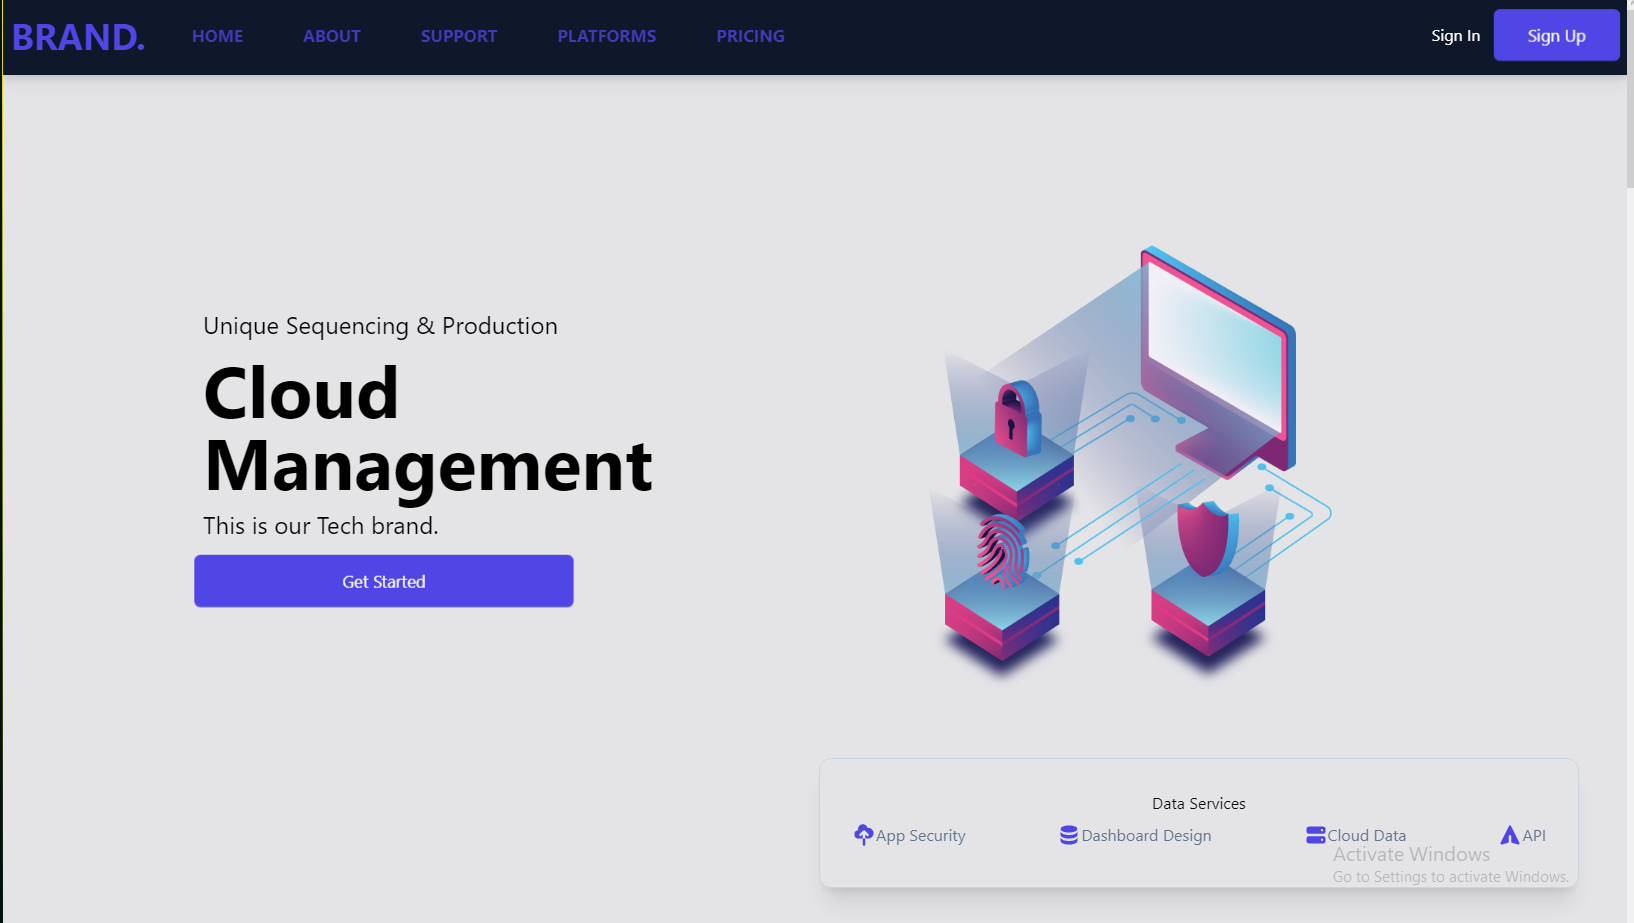 BRAND. HOME ABOUT SUPPORT PLATFORMS PRICING Sign In Sign Up
Unique Sequencing & Production
Cloud
Management
This is our Tech brand.
Get Started
Data Services
App Security Dashboard Design Cloud Data API
Activate Windows
Go to Settings to activate Windows.